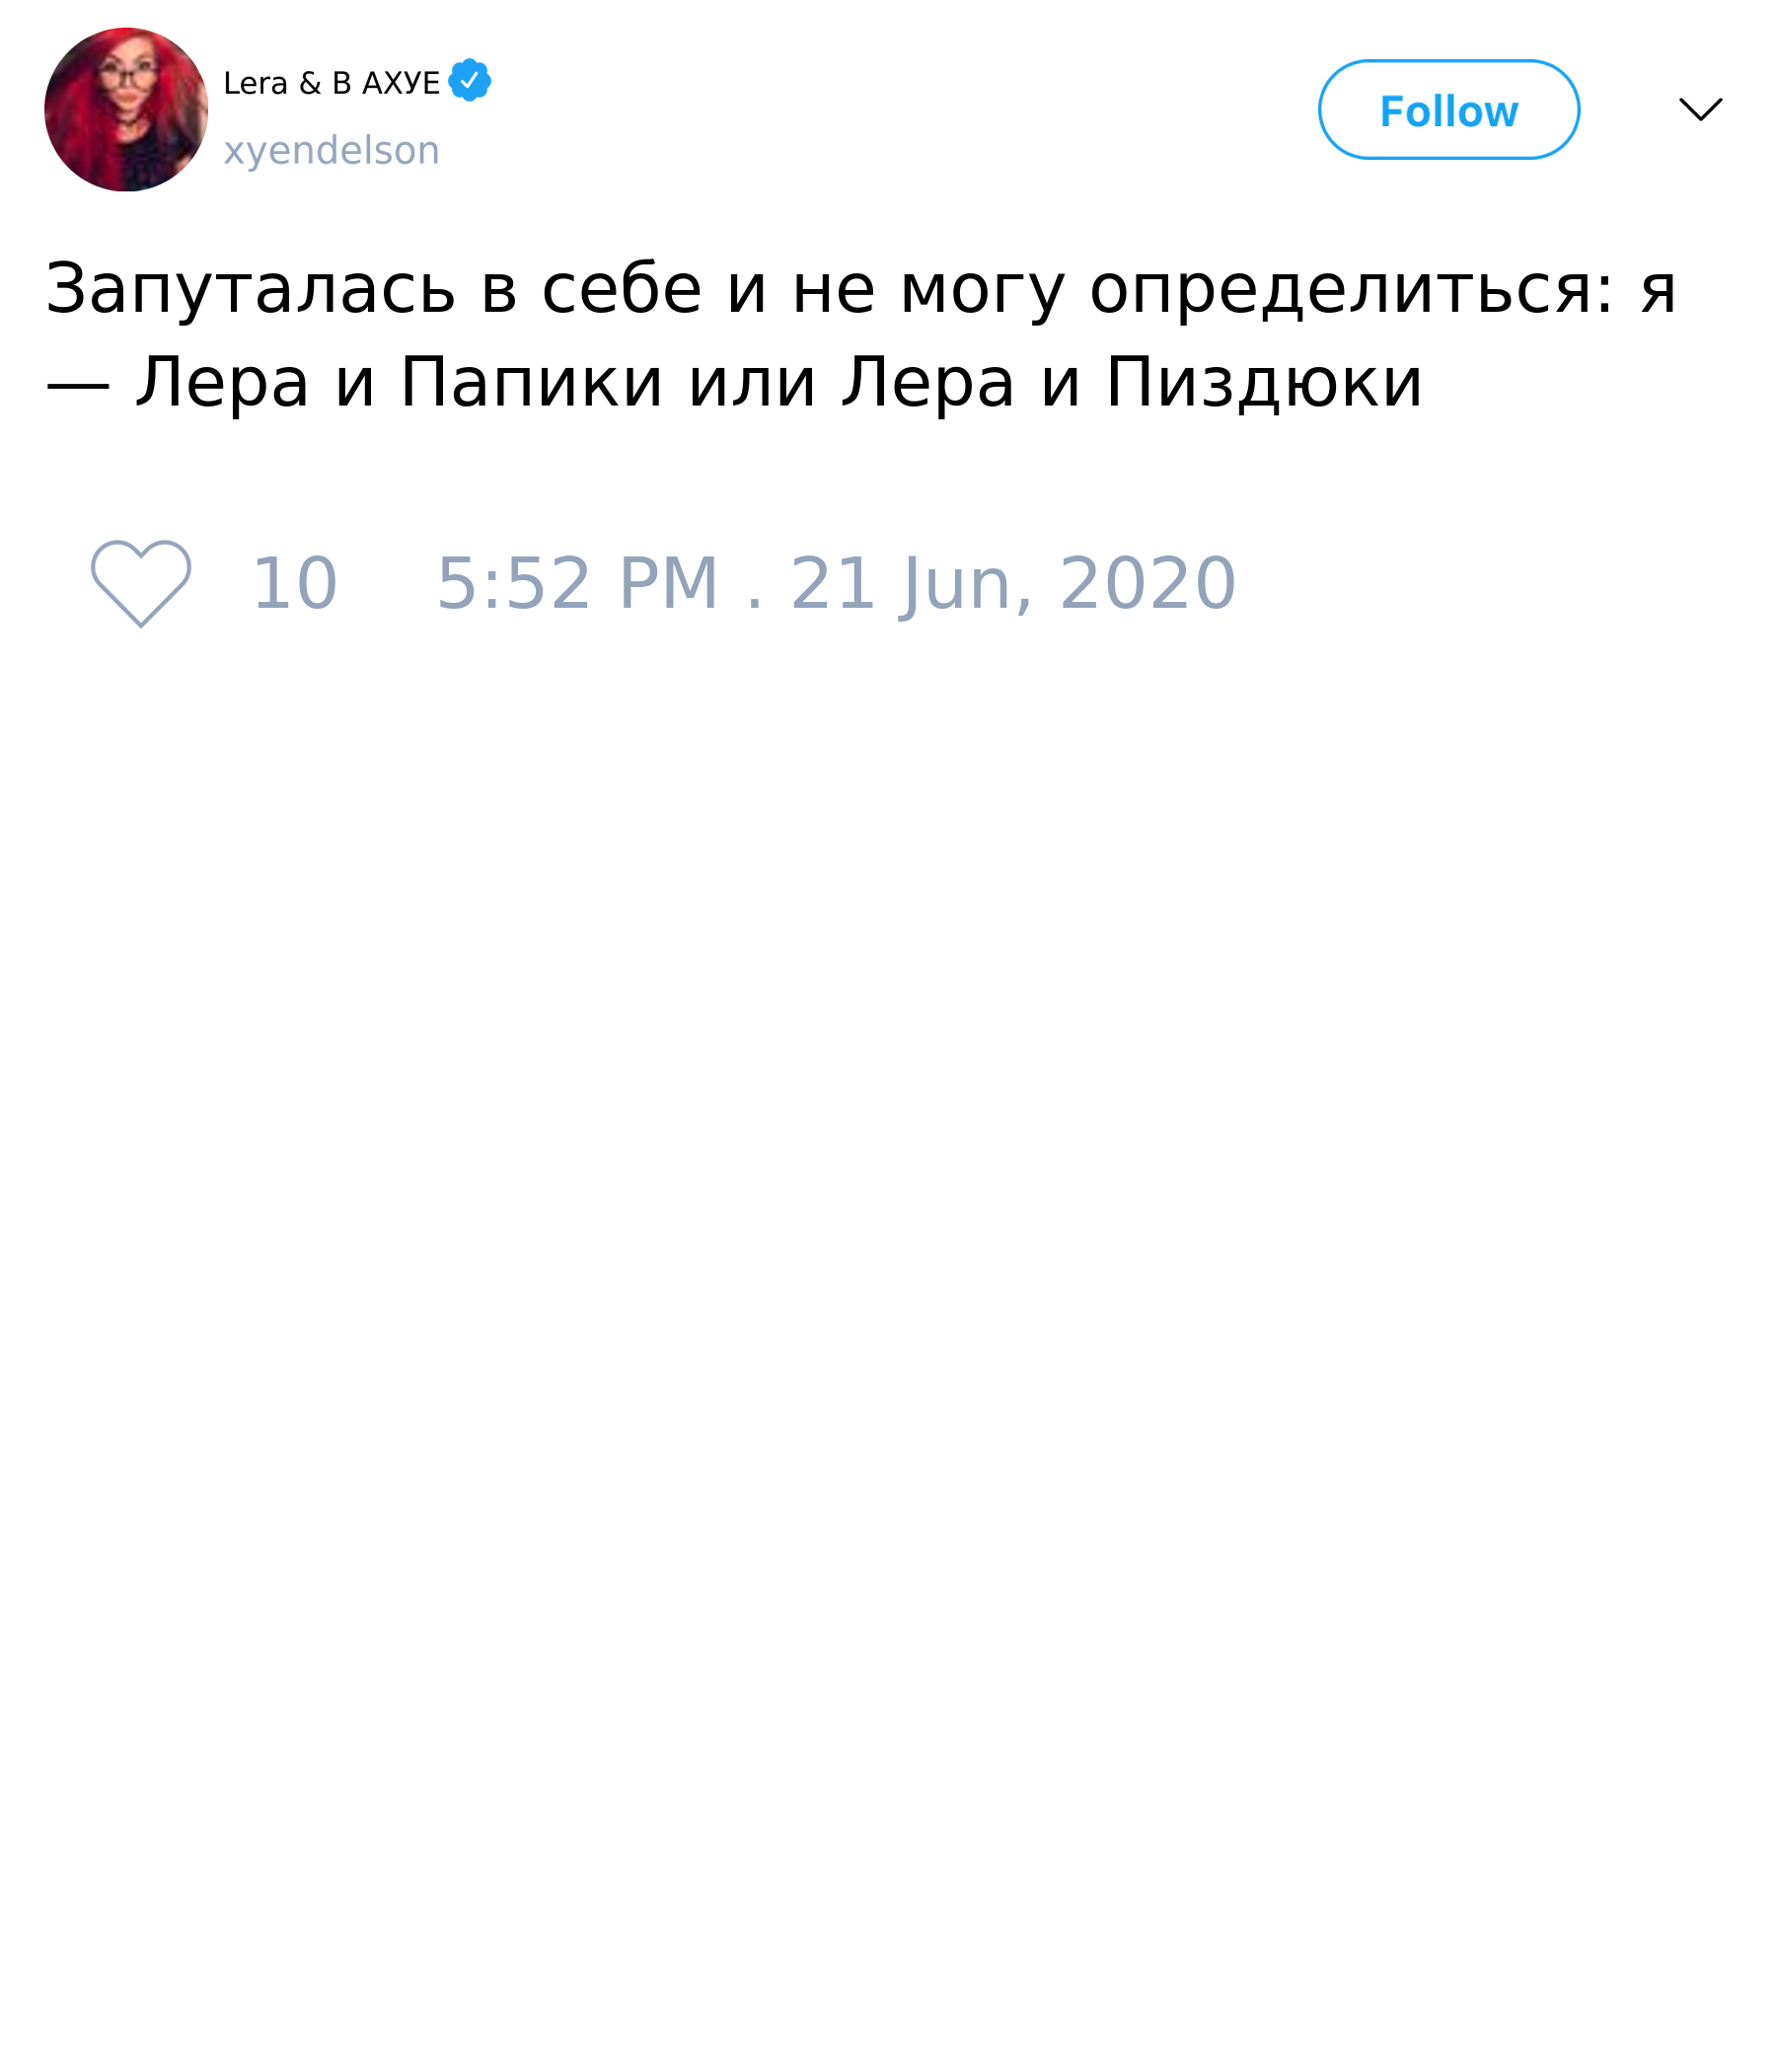 Lera & В АХУЕ
xyendelson
Follow
Запуталась в себе и не могу определиться: я
— Лера и Папики или Лера и Пиздюки
10 5:52 PM . 21 Jun, 2020